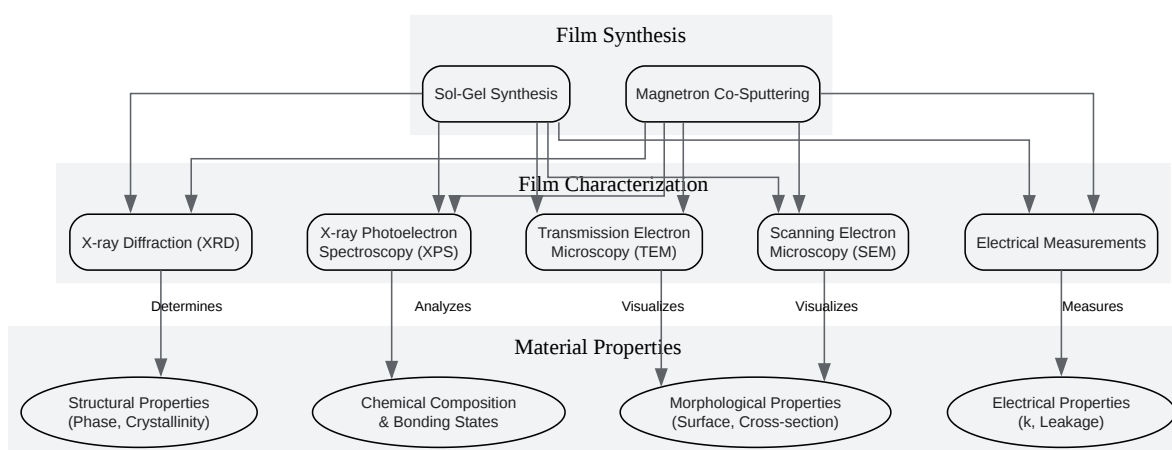 Film Synthesis
Sol-Gel Synthesis
Magnetron Co-Sputtering
Film Characterization
X-ray Diffraction (XRD)
X-ray Photoelectron
Spectroscopy (XPS)
Transmission Electron
Microscopy (TEM)
Scanning Electron
Microscopy (SEM)
Electrical Measurements
Determines
Analyzes
Visualizes
Visualizes
Measures
Material Properties
Structural Properties
(Phase, Crystallinity)
Chemical Composition
& Bonding States
Morphological Properties
(Surface, Cross-section)
Electrical Properties
(k, Leakage)